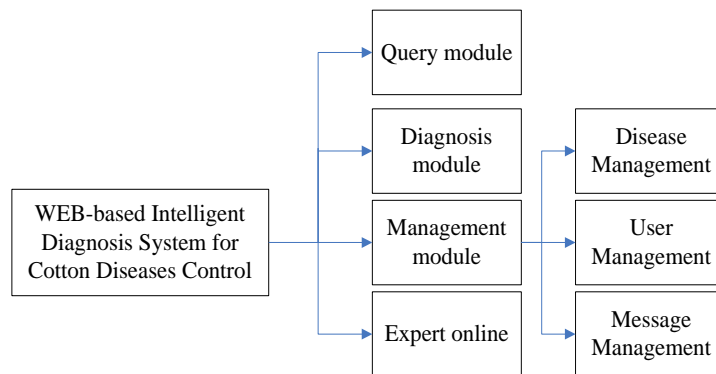 WEB-based Intelligent
Diagnosis System for
Cotton Diseases Control
Query module
Diagnosis
module
Management
module
Expert online
Disease
Management
User
Management
Message
Management